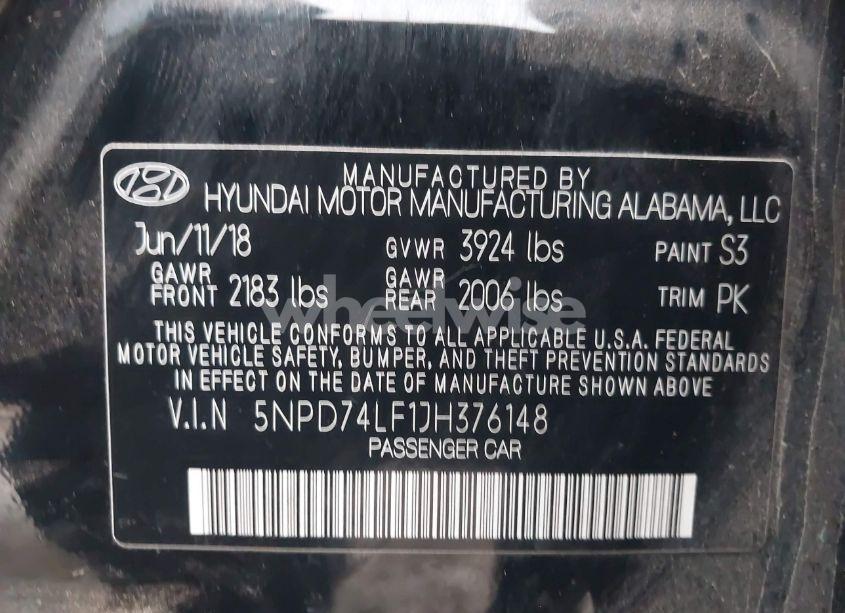 MANUFACTURED BY
HYUNDAI MOTOR MANUFACTURING ALABAMA, LLC
Jun/11/18 GVWR 3924 lbs PAINT S3
GAWR FRONT 2183 lbs GAWR REAR 2006 lbs TRIM PK
wheelwise
THIS VEHICLE CONFORMS TO ALL APPLICABLE U.S.A. FEDERAL
MOTOR VEHICLE SAFETY, BUMPER, AND THEFT PREVENTION STANDARDS
IN EFFECT ON THE DATE OF MANUFACTURE SHOWN ABOVE
V.I.N 5NPD74LF1JH376148
PASSENGER CAR